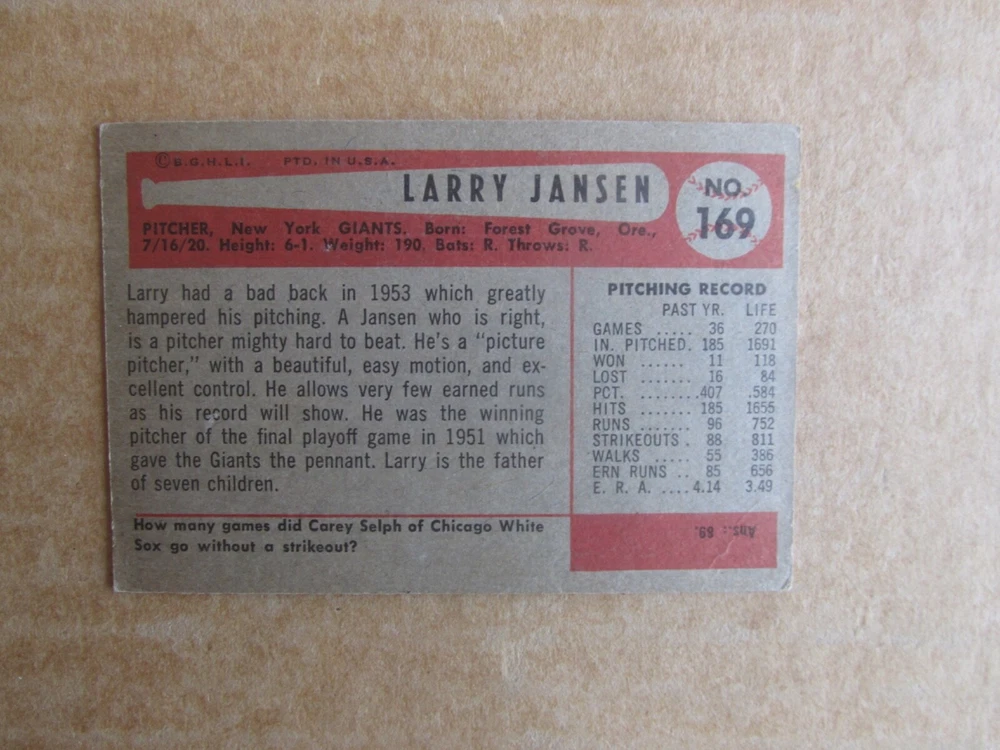 ©B.G.H.L.I. PTD. IN U.S.A.
LARRY JANSEN
NO.
169
PITCHER, New York GIANTS. Born: Forest Grove, Ore.,
7/16/20. Height: 6-1. Weight: 190. Bats: R. Throws: R.
Larry had a bad back in 1953 which greatly
hampered his pitching. A Jansen who is right,
is a pitcher mighty hard to beat. He's a "picture
pitcher," with a beautiful, easy motion, and ex-
cellent control. He allows very few earned runs
as his record will show. He was the winning
pitcher of the final playoff game in 1951 which
gave the Giants the pennant. Larry is the father
of seven children.
PITCHING RECORD
PAST YR. LIFE
GAMES ..... 36 270
IN. PITCHED. 185 1691
WON ...... 11 118
LOST ....... 16 84
PCT. ........407 .584
HITS ....... 185 1655
RUNS ....... 96 752
STRIKEOUTS . 88 811
WALKS ..... 55 386
ERN RUNS .. 85 656
E. R. A. ....4.14 3.49
How many games did Carey Selph of Chicago White
Sox go without a strikeout?
Ans.: 89.